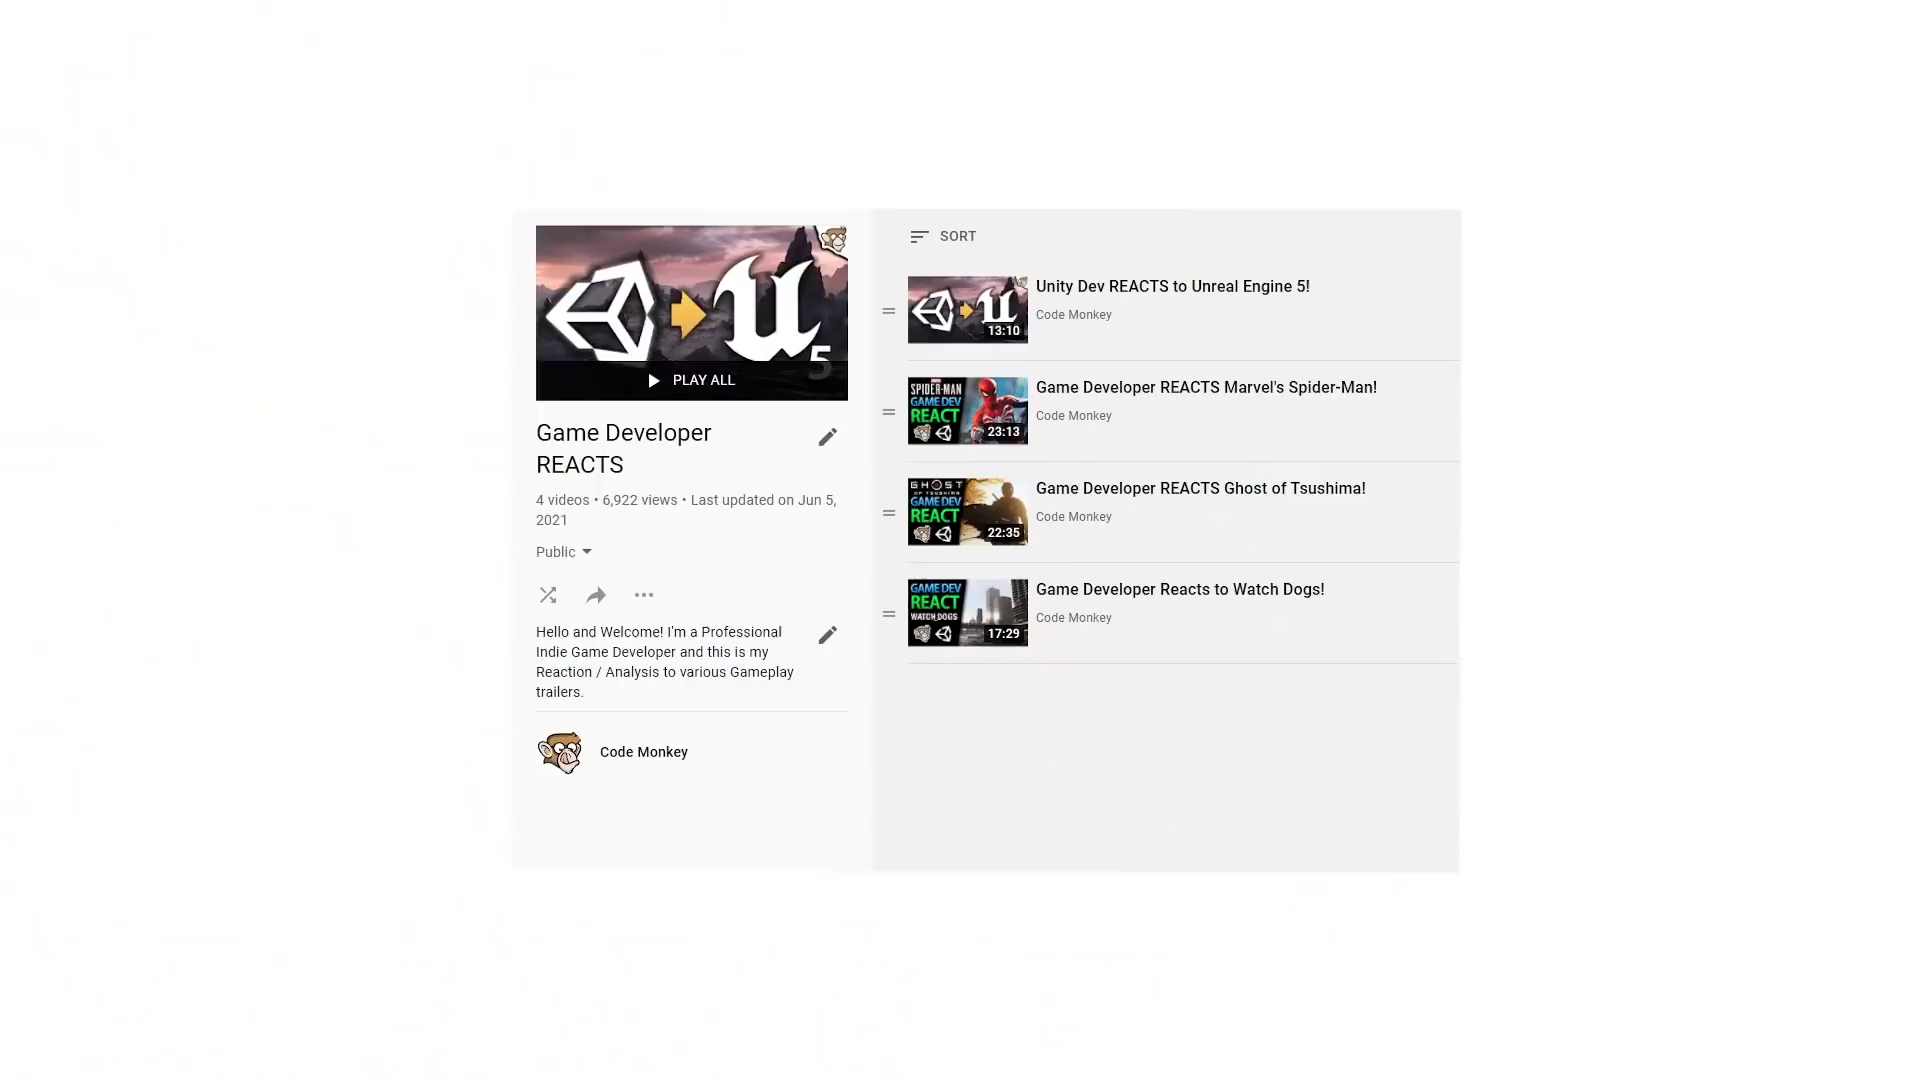 5
PLAY ALL
Game Developer
REACTS
4 videos • 6,922 views • Last updated on Jun 5,
2021
Public
Hello and Welcome! I'm a Professional
Indie Game Developer and this is my
Reaction / Analysis to various Gameplay
trailers.
Code Monkey
SORT
13:10
Unity Dev REACTS to Unreal Engine 5!
Code Monkey
SPIDER-MAN
GAME DEV
REACT
23:13
Game Developer REACTS Marvel's Spider-Man!
Code Monkey
GHOST
OF TSUSHIMA
GAME DEV
REACT
22:35
Game Developer REACTS Ghost of Tsushima!
Code Monkey
GAME DEV
REACT
WATCH DOGS
17:29
Game Developer Reacts to Watch Dogs!
Code Monkey